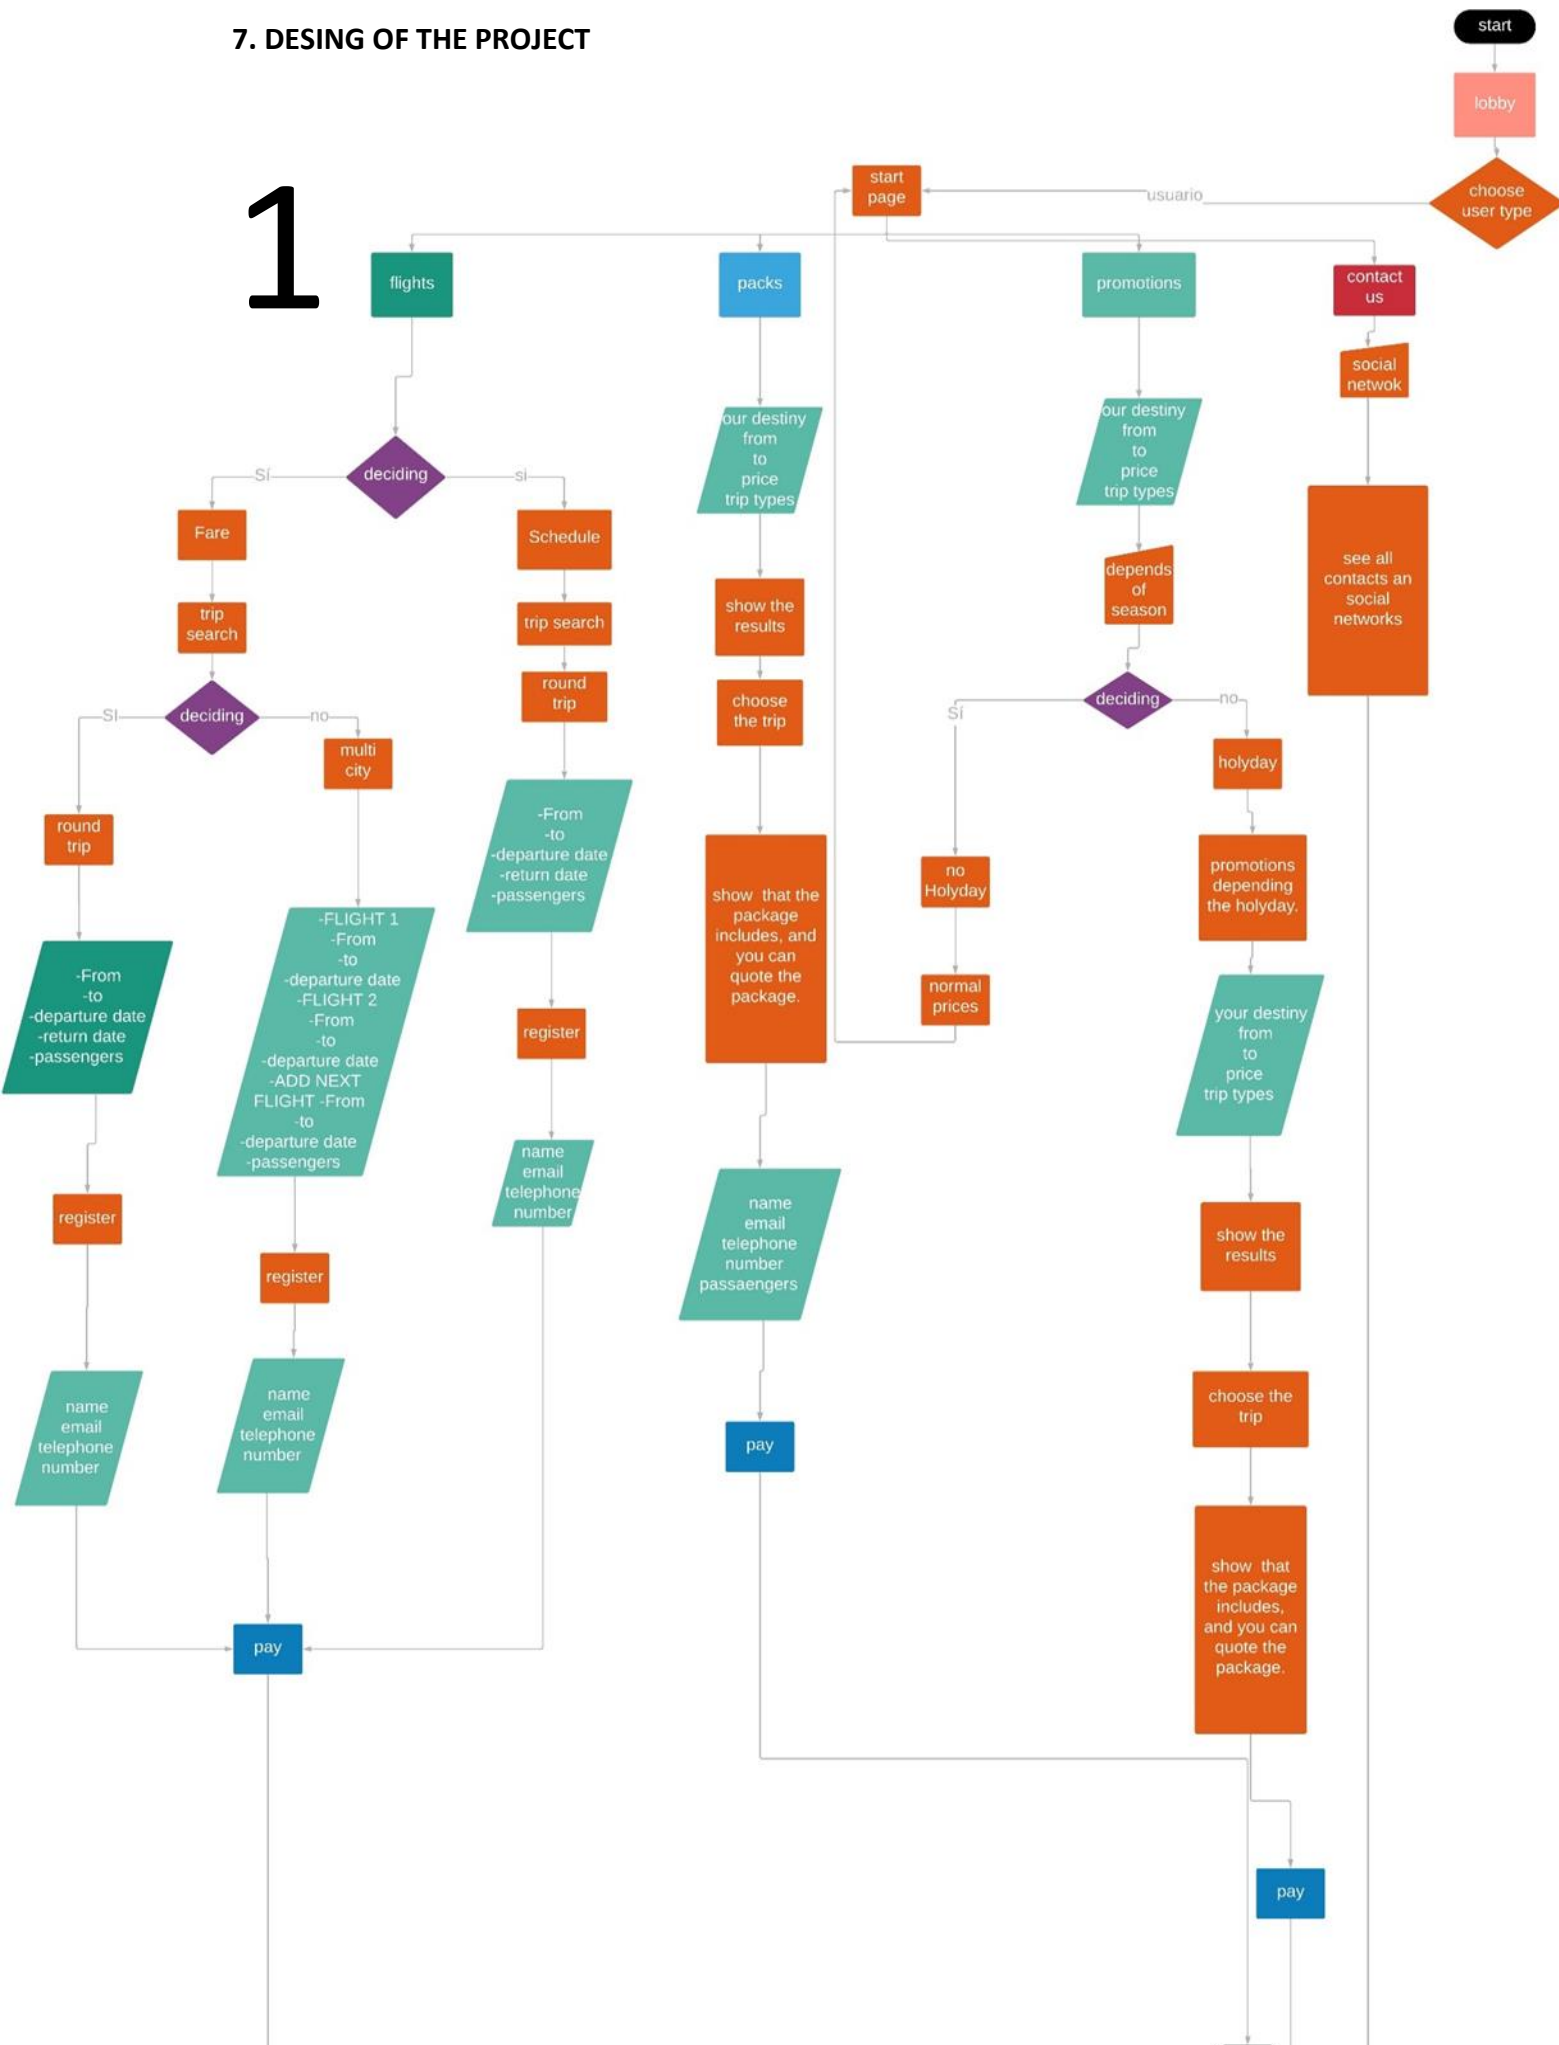 7. DESING OF THE PROJECT
1
start
lobby
choose
user type
usuario
start
page
flights
packs
promotions
contact
us
deciding
Sí
si
Fare
trip
search
deciding
SI
no
round
trip
-From
-to
-departure date
-return date
-passengers
register
name
email
telephone
number
multi
city
-FLIGHT 1
-From
-to
-departure date
-FLIGHT 2
-From
-to
-departure date
-ADD NEXT
FLIGHT -From
-to
-departure date
-passengers
register
name
email
telephone
number
Schedule
trip search
round
trip
-From
-to
-departure date
-return date
-passengers
register
name
email
telephone
number
pay
our destiny
from
to
price
trip types
show the
results
choose
the trip
show that the
package
includes, and
you can
quote the
package.
name
email
telephone
number
passaengers
pay
our destiny
from
to
price
trip types
depends
of
season
deciding
Sí
no
no
Holyday
normal
prices
holyday
promotions
depending
the holyday.
your destiny
from
to
price
trip types
show the
results
choose the
trip
show that
the package
includes,
and you can
quote the
package.
pay
social
netwok
see all
contacts an
social
networks